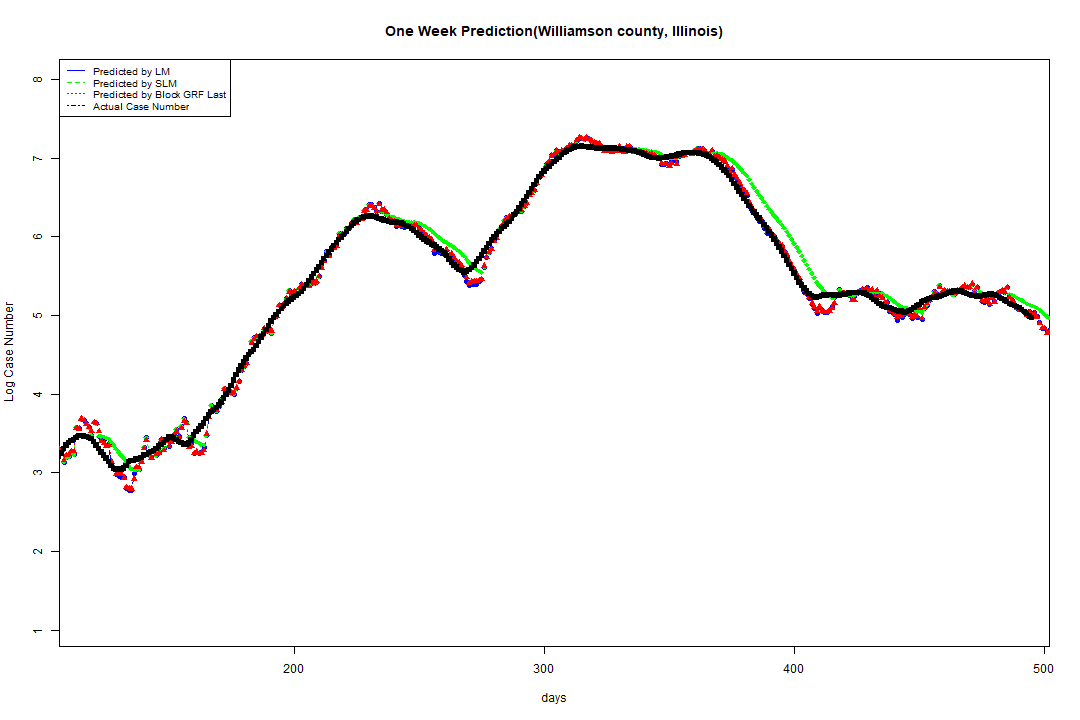 One Week Prediction(Williamson county, Illinois)
Predicted by LM
Predicted by SLM
Predicted by Block GRF Last
Actual Case Number
8
7
6
5
4
3
2
1
Log Case Number
200 300 400 500
days